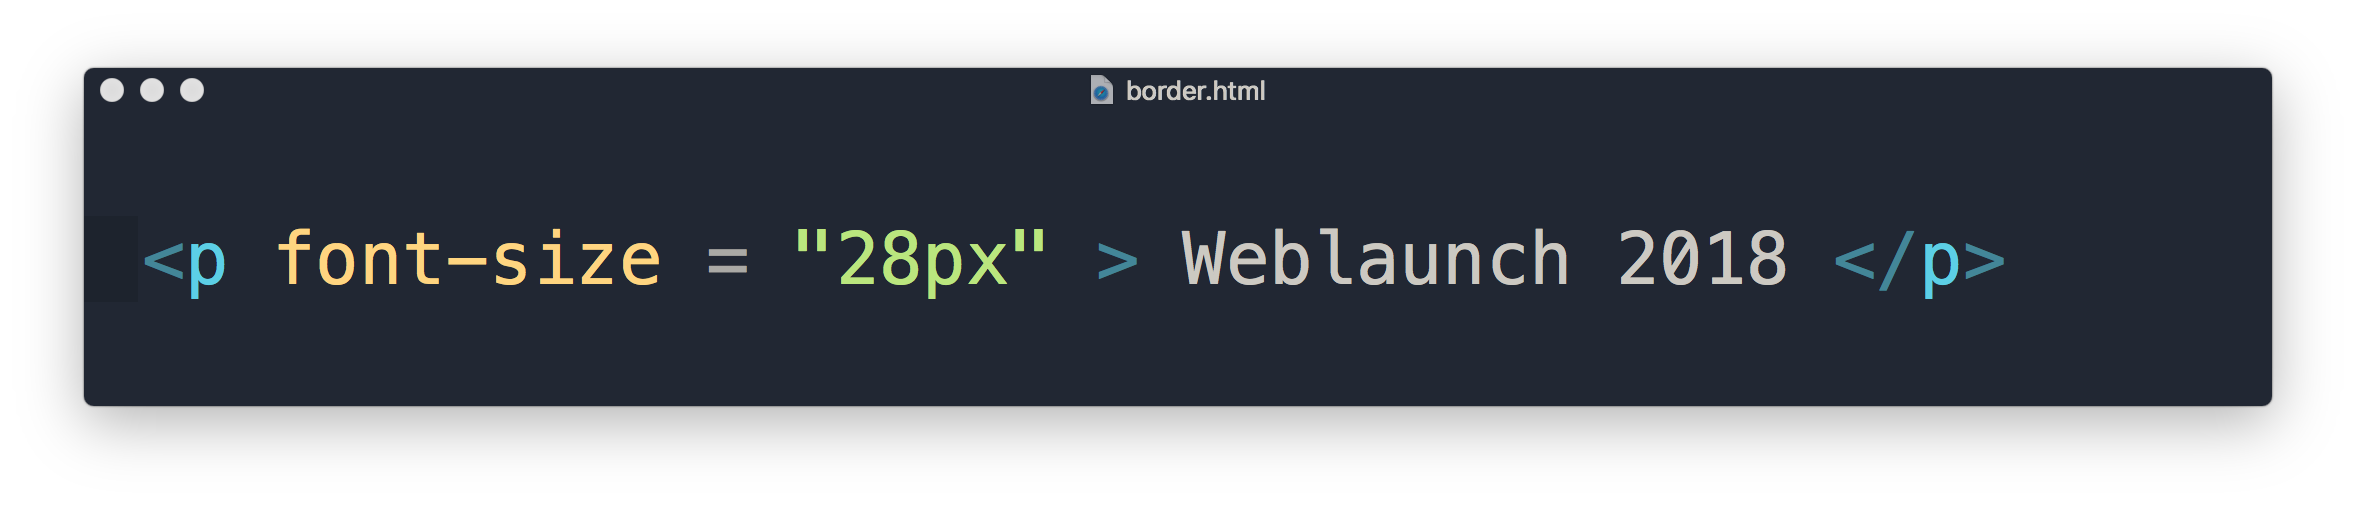 border.html
<p font-size = "28px" > Weblaunch 2018 </p>